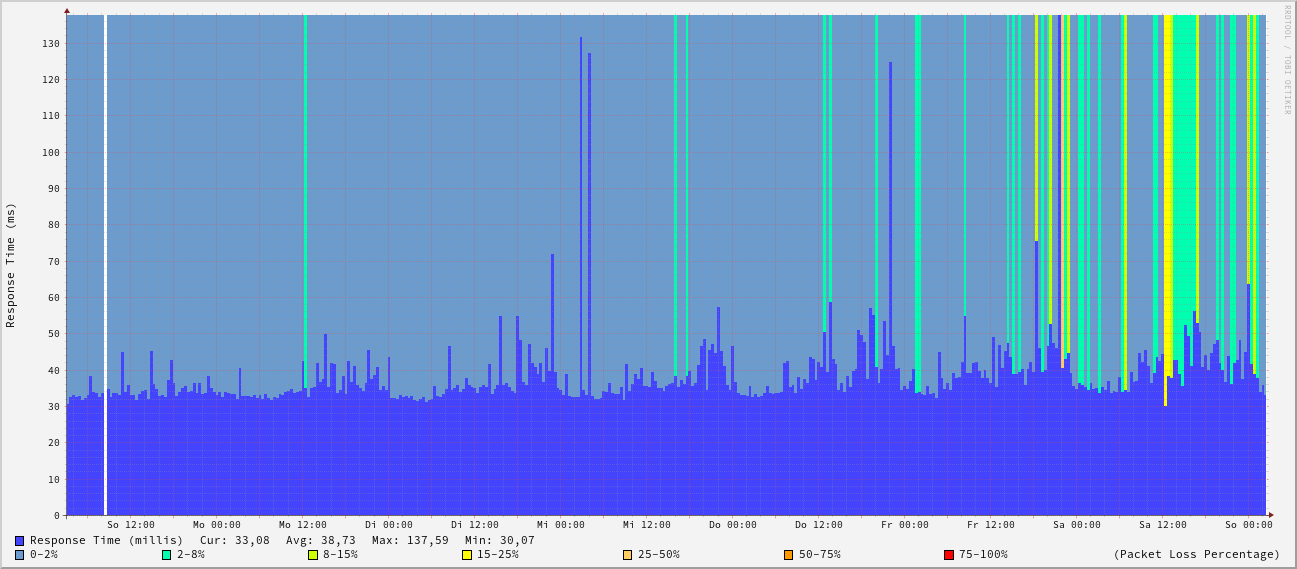 RRDTOOL / TOBI OETIKER
Response Time (ms)
130
120
110
100
90
80
70
60
50
40
30
20
10
0
So 12:00 Mo 00:00 Mo 12:00 Di 00:00 Di 12:00 Mi 00:00 Mi 12:00 Do 00:00 Do 12:00 Fr 00:00 Fr 12:00 Sa 00:00 Sa 12:00 So 00:00
Response Time (millis) Cur: 33,08 Avg: 38,73 Max: 137,59 Min: 30,07
0-2% 2-8% 8-15% 15-25% 25-50% 50-75% 75-100% (Packet Loss Percentage)